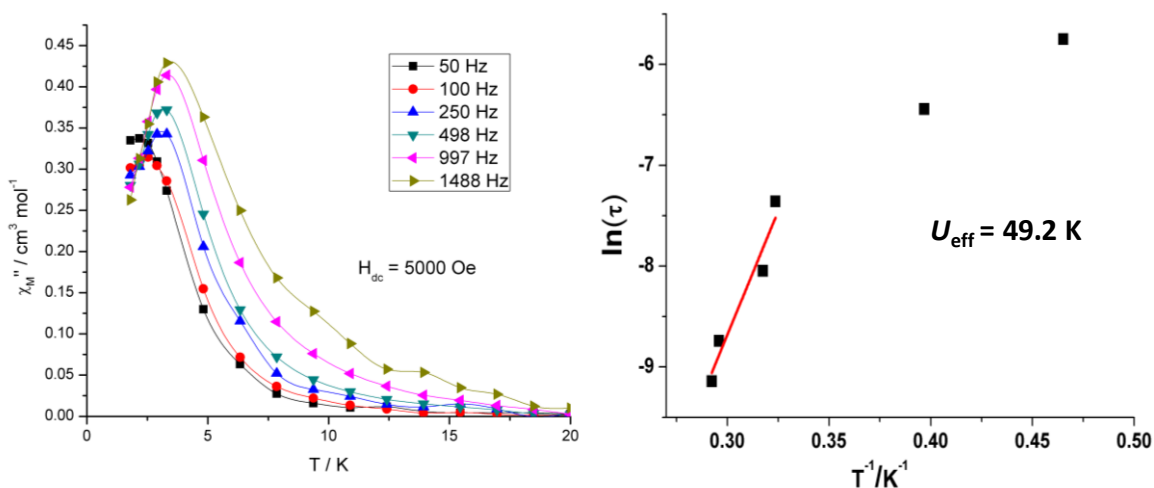 0.45
0.40
0.35
0.30
0.25
0.20
0.15
0.10
0.05
0.00
χM'' / cm3 mol-1
50 Hz
100 Hz
250 Hz
498 Hz
997 Hz
1488 Hz
Hdc = 5000 Oe
0 5 10 15 20
T / K
-6
-7
-8
-9
ln(τ)
Ueff = 49.2 K
0.30 0.35 0.40 0.45 0.50
T-1/K-1